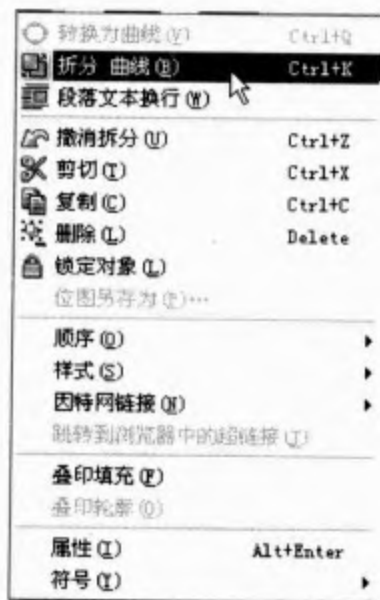 转换为曲线(V) Ctrl+Q
拆分 曲线(B) Ctrl+K
段落文本换行(W)
撤消拆分(U) Ctrl+Z
剪切(T) Ctrl+X
复制(C) Ctrl+C
删除(L) Delete
锁定对象(L)
位图另存为(P)…
顺序(O)
样式(S)
因特网链接(N)
跳转到浏览器中的超链接(J)
叠印填充(F)
叠印轮廓(O)
属性(I) Alt+Enter
符号(Y)